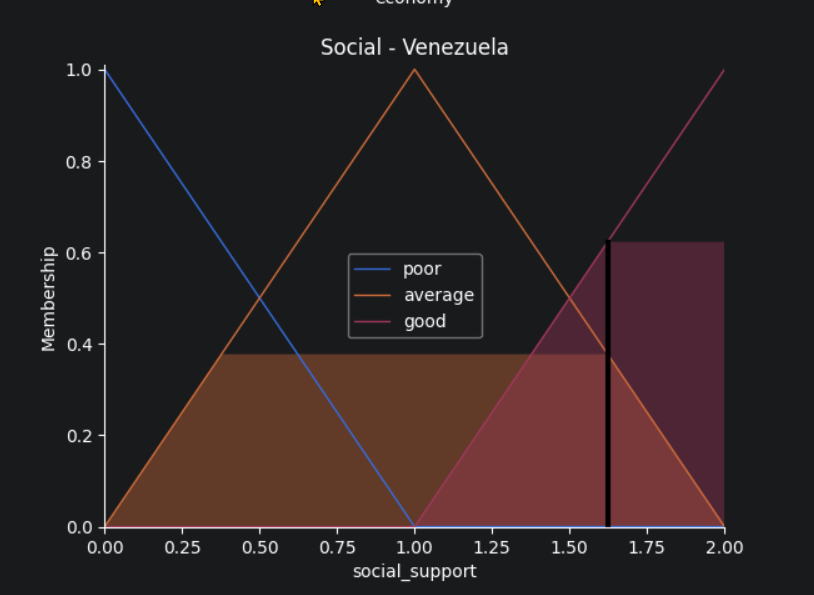 economy
Social - Venezuela
1.0
0.8
0.6
0.4
0.2
0.0
Membership
poor
average
good
0.00 0.25 0.50 0.75 1.00 1.25 1.50 1.75 2.00
social_support